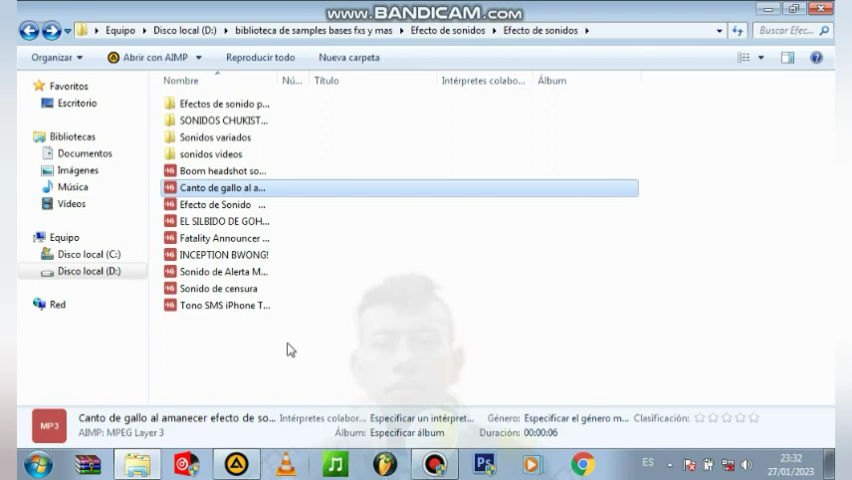 www.BANDICAM.com
Equipo
Disco local (D:)
biblioteca de samples bases fxs y mas
Efecto de sonidos
Efecto de sonidos
Buscar Efec...
Organizar
Abrir con AIMP
Reproducir todo
Nueva carpeta
Nombre
Nú...
Título
Intérpretes colabo...
Álbum
Favoritos
Escritorio
Bibliotecas
Documentos
Imágenes
Música
Vídeos
Equipo
Disco local (C:)
Disco local (D:)
Red
Efectos de sonido p...
SONIDOS CHUKIST...
Sonidos variados
sonidos videos
Boom headshot so...
Canto de gallo al a...
Efecto de Sonido ...
EL SILBIDO DE GOH...
Fatality Announcer ...
INCEPTION BWONG!
Sonido de Alerta M...
Sonido de censura
Tono SMS iPhone T...
MP3
Canto de gallo al amanecer efecto de so...
AIMP: MPEG Layer 3
Intérpretes colabor...
Especificar un intérpret...
Álbum:
Especificar álbum
Género:
Especificar el género m...
Duración:
00:00:06
Clasificación:
Ps
ES
23:32
27/01/2023